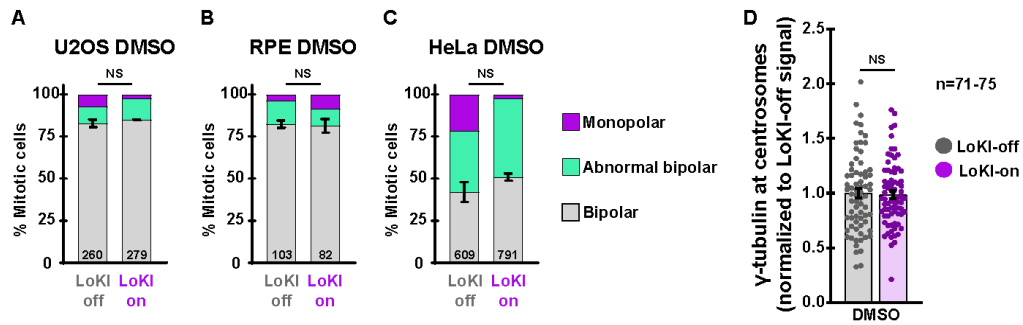 A
U2OS DMSO
NS
% Mitotic cells
100
75
50
25
0
260
279
LoKI
off
LoKI
on
B
RPE DMSO
NS
% Mitotic cells
100
75
50
25
0
103
82
LoKI
off
LoKI
on
C
HeLa DMSO
NS
% Mitotic cells
100
75
50
25
0
609
791
LoKI
off
LoKI
on
Monopolar
Abnormal bipolar
Bipolar
D
γ-tubulin at centrosomes
(normalized to LoKI-off signal)
2.5
2.0
1.5
1.0
0.5
0.0
NS
DMSO
n=71-75
LoKI-off
LoKI-on